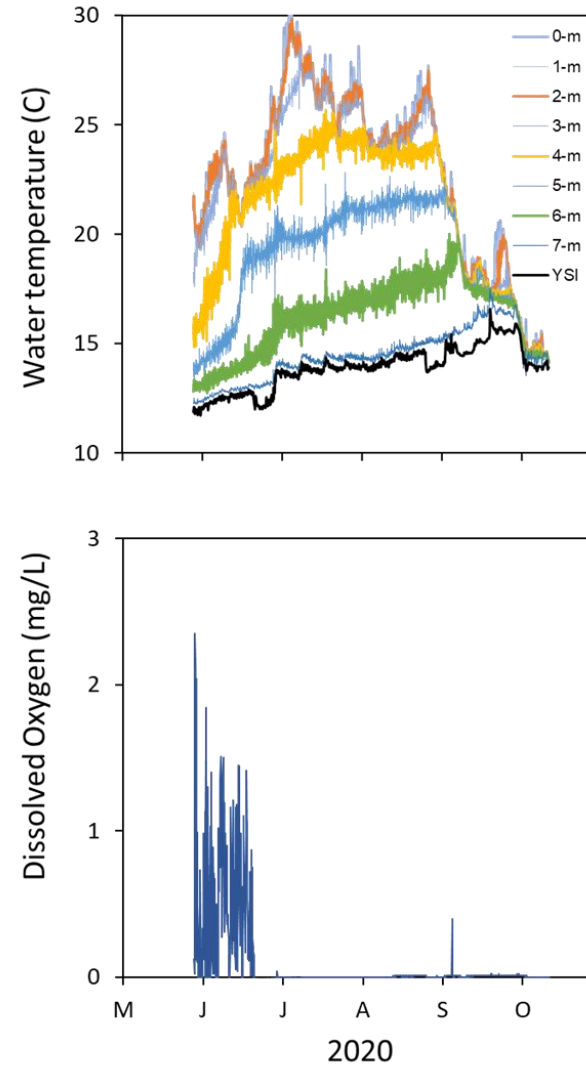 Water temperature (C)
30
25
20
15
10
0-m
1-m
2-m
3-m
4-m
5-m
6-m
7-m
YSI
Dissolved Oxygen (mg/L)
3
2
1
0
M J J A S O
2020